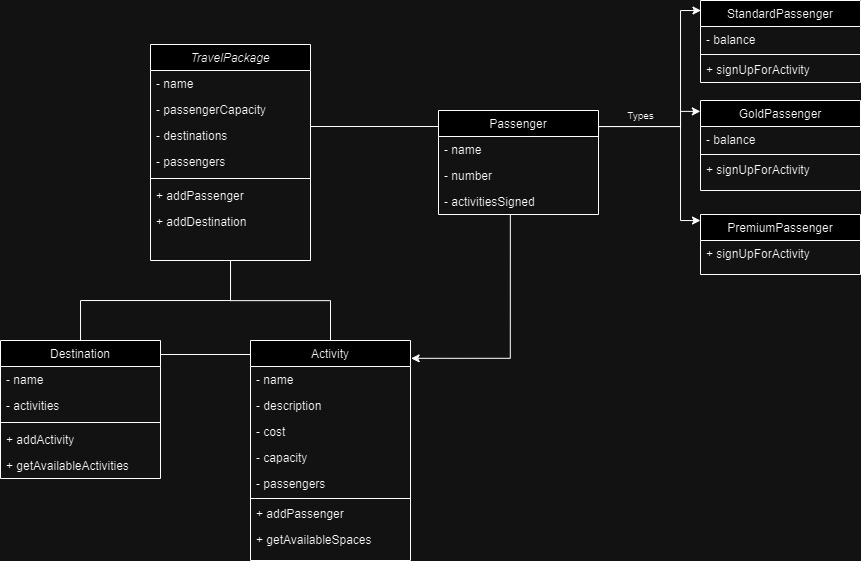 TravelPackage
- name
- passengerCapacity
- destinations
- passengers
+ addPassenger
+ addDestination
Passenger
- name
- number
- activitiesSigned
Types
StandardPassenger
- balance
+ signUpForActivity
GoldPassenger
- balance
+ signUpForActivity
PremiumPassenger
+ signUpForActivity
Destination
- name
- activities
+ addActivity
+ getAvailableActivities
Activity
- name
- description
- cost
- capacity
- passengers
+ addPassenger
+ getAvailableSpaces